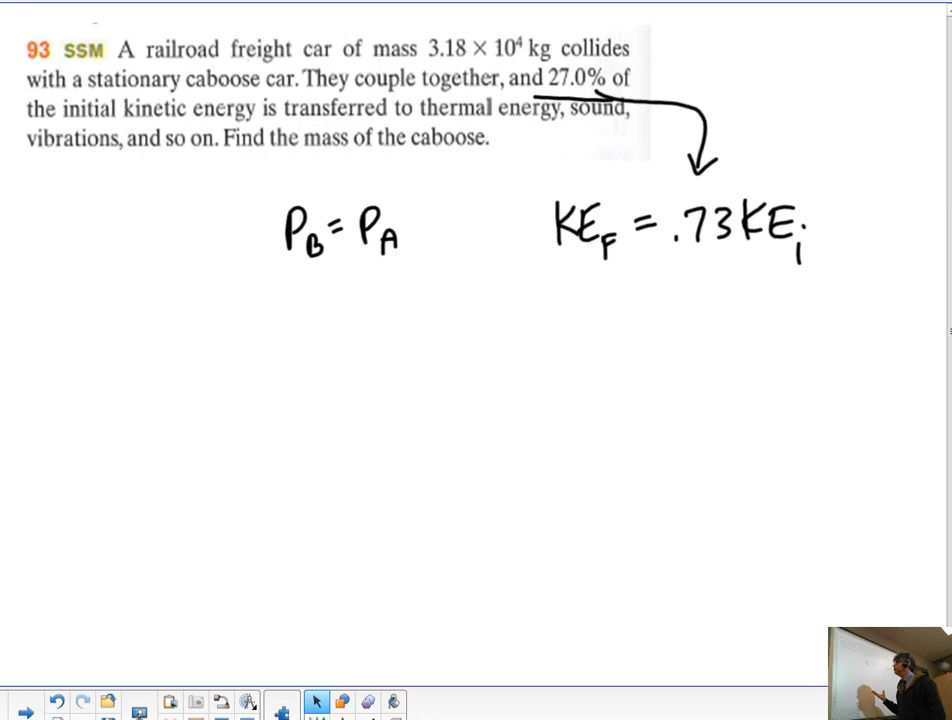 93 SSM A railroad freight car of mass 3.18 × 10⁴ kg collides
with a stationary caboose car. They couple together, and 27.0% of
the initial kinetic energy is transferred to thermal energy, sound,
vibrations, and so on. Find the mass of the caboose.
P_B = P_A
KE_F = .73KE_i